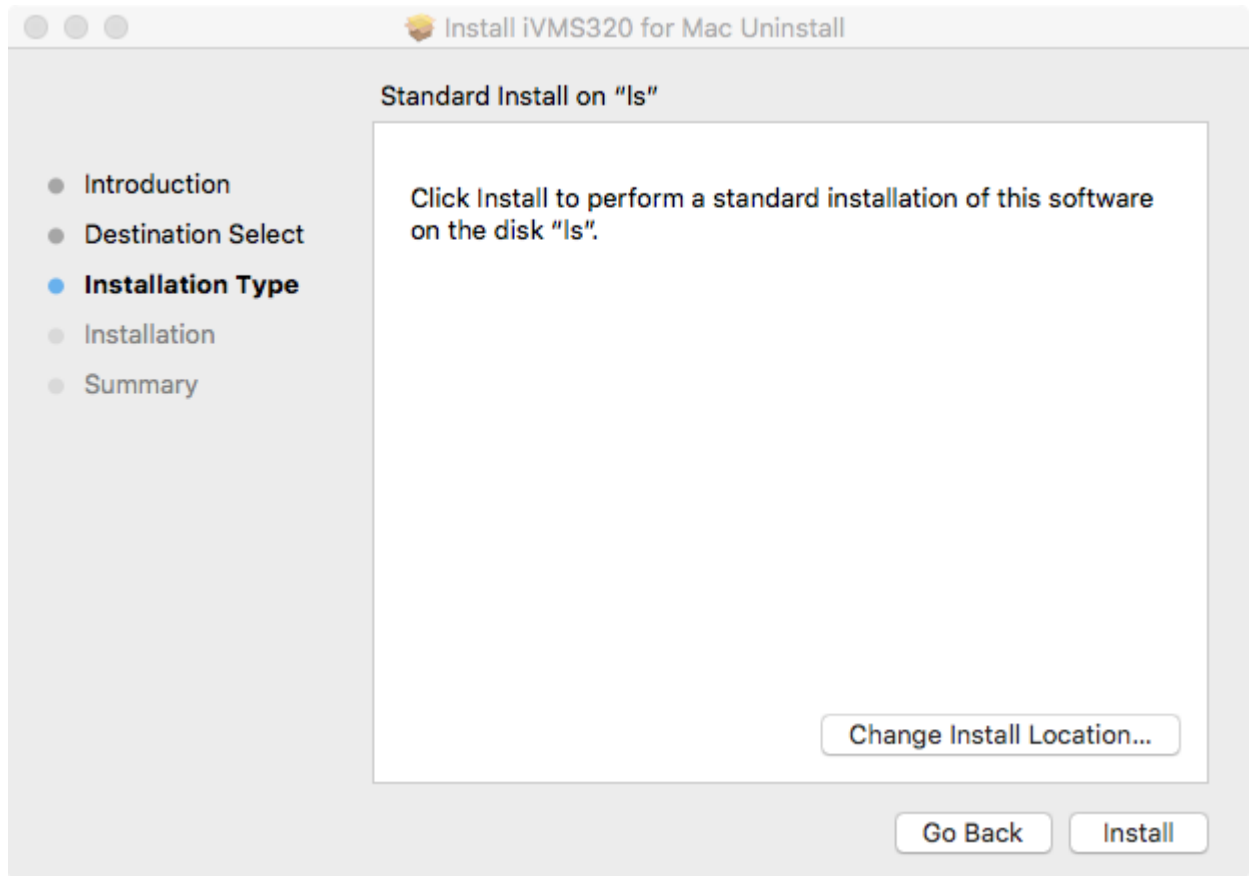 Install iVMS320 for Mac Uninstall
Standard Install on “ls”
Introduction
Destination Select
Installation Type
Installation
Summary
Click Install to perform a standard installation of this software
on the disk “ls”.
Change Install Location...
Go Back
Install